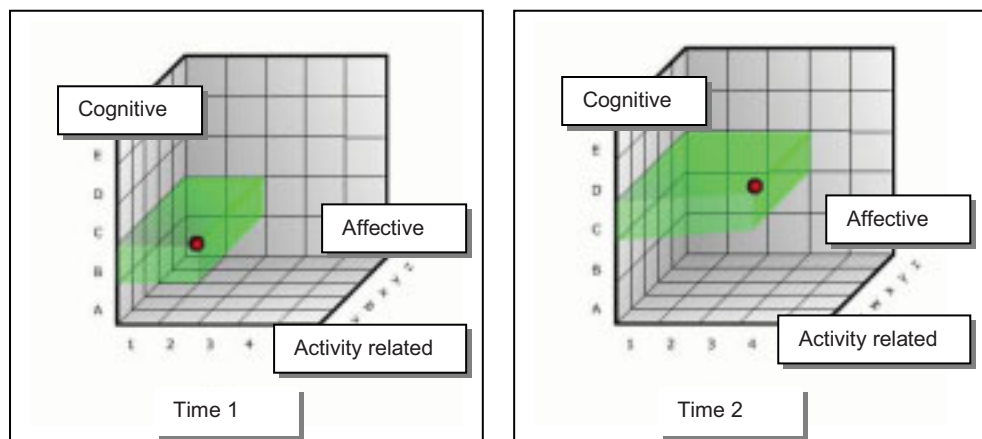 Cognitive
E
D
C
B
A
Affective
z
y
x
w
1 2 3 4
Activity related
Time 1
Cognitive
E
D
C
B
A
Affective
z
y
x
w
1 2 3 4
Activity related
Time 2